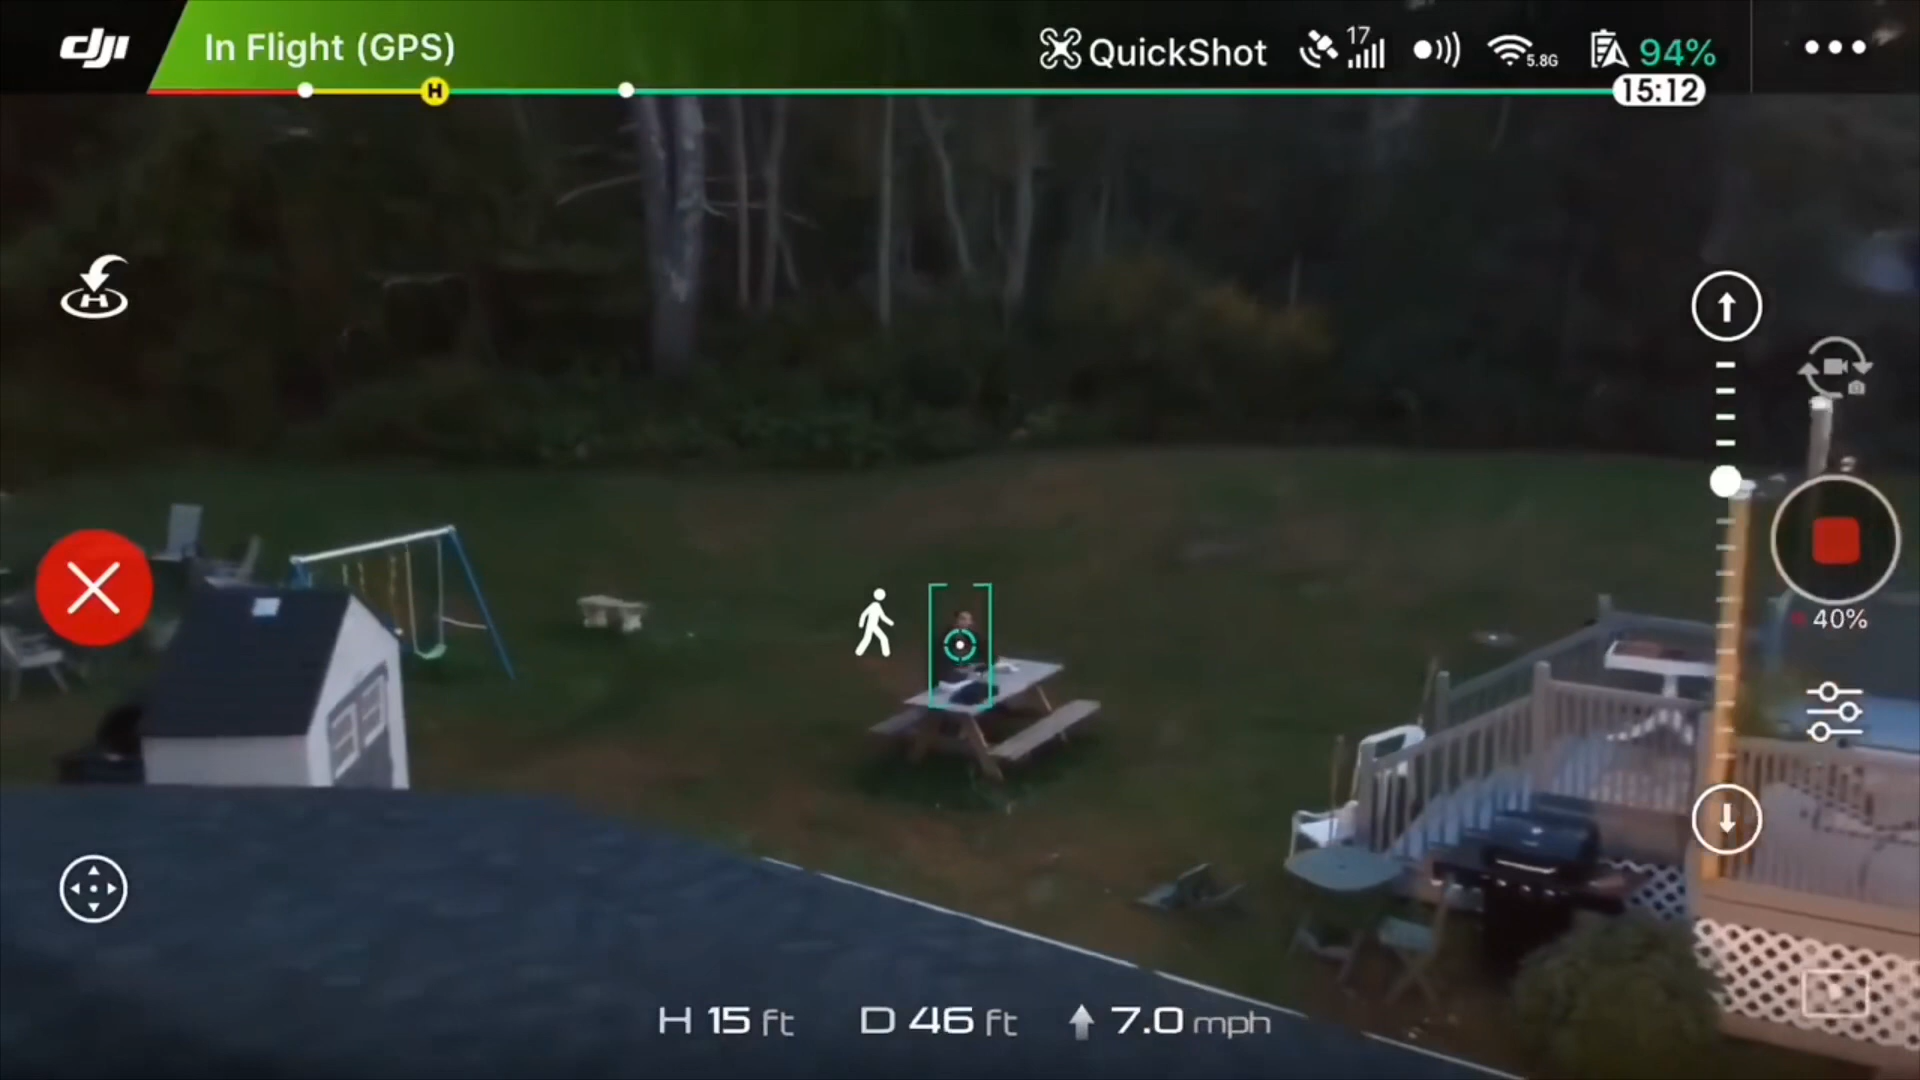 dji In Flight (GPS) QuickShot 17 5.8G 94%
H 15:12
H
40%
H 15 ft D 46 ft 7.0 mph